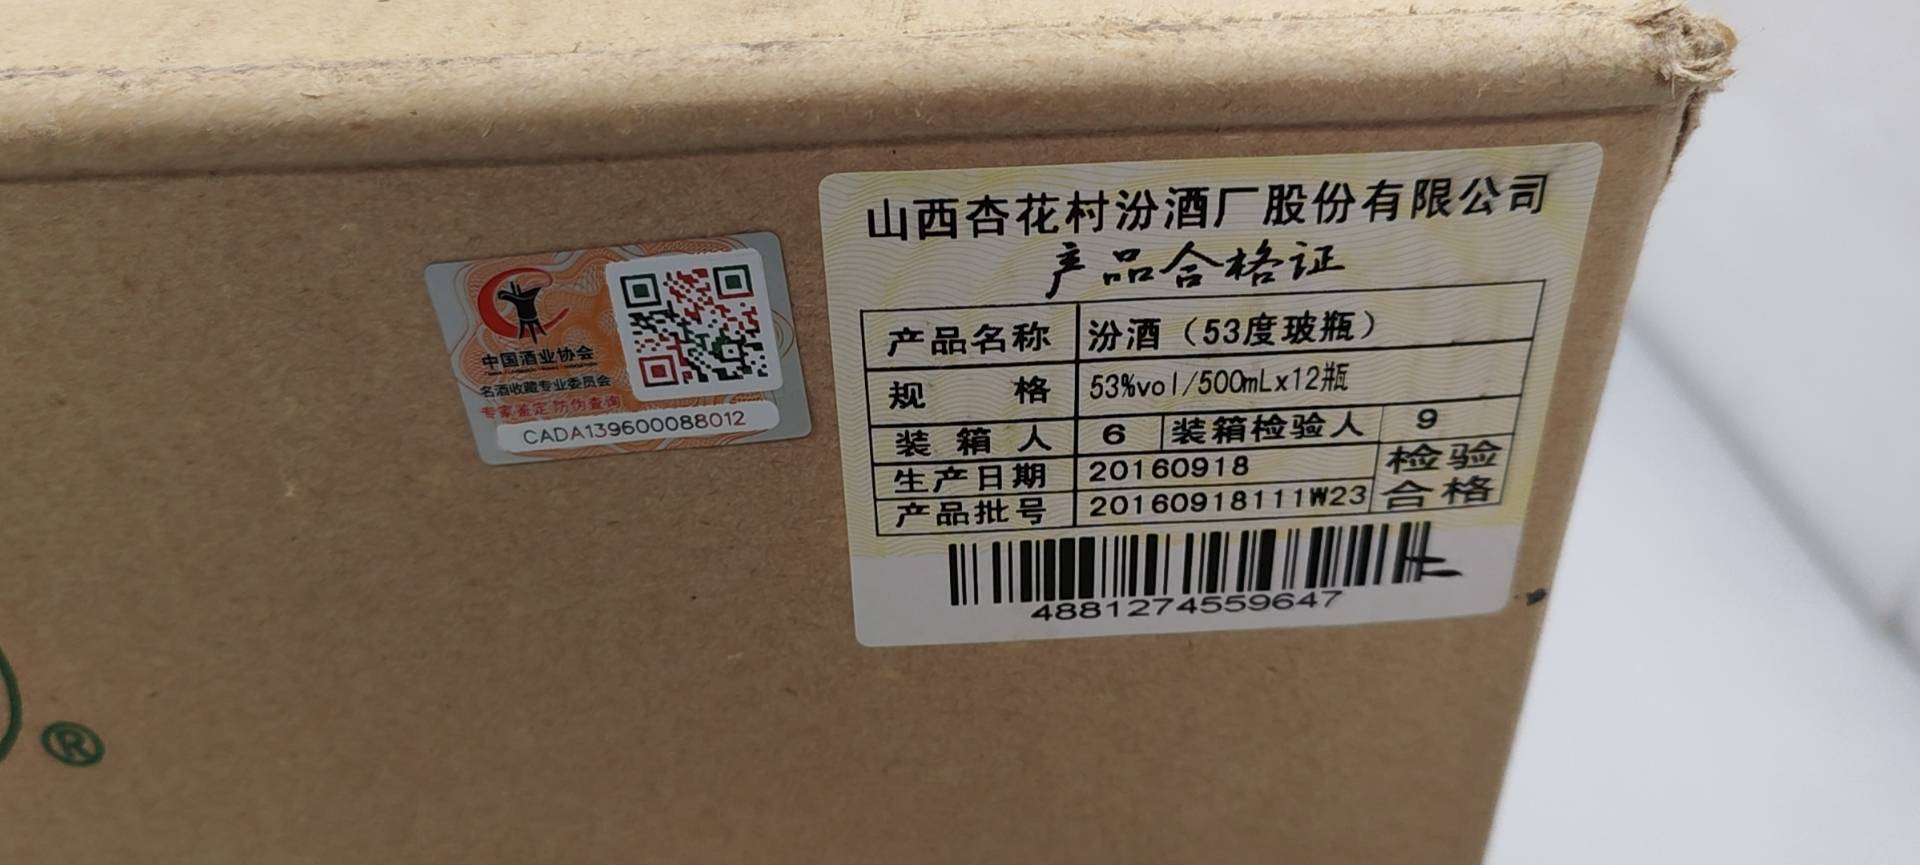 中国酒业协会
名酒收藏专业委员会
专家鉴定 防伪查询
CADA139600088012
山西杏花村汾酒厂股份有限公司
产品合格证
产品名称 汾酒（53度玻瓶）
规 格 53%vol/500mLx12瓶
装 箱 人 6 装箱检验人 9
生产日期 20160918 检验
产品批号 20160918111W23 合格
4881274559647
®